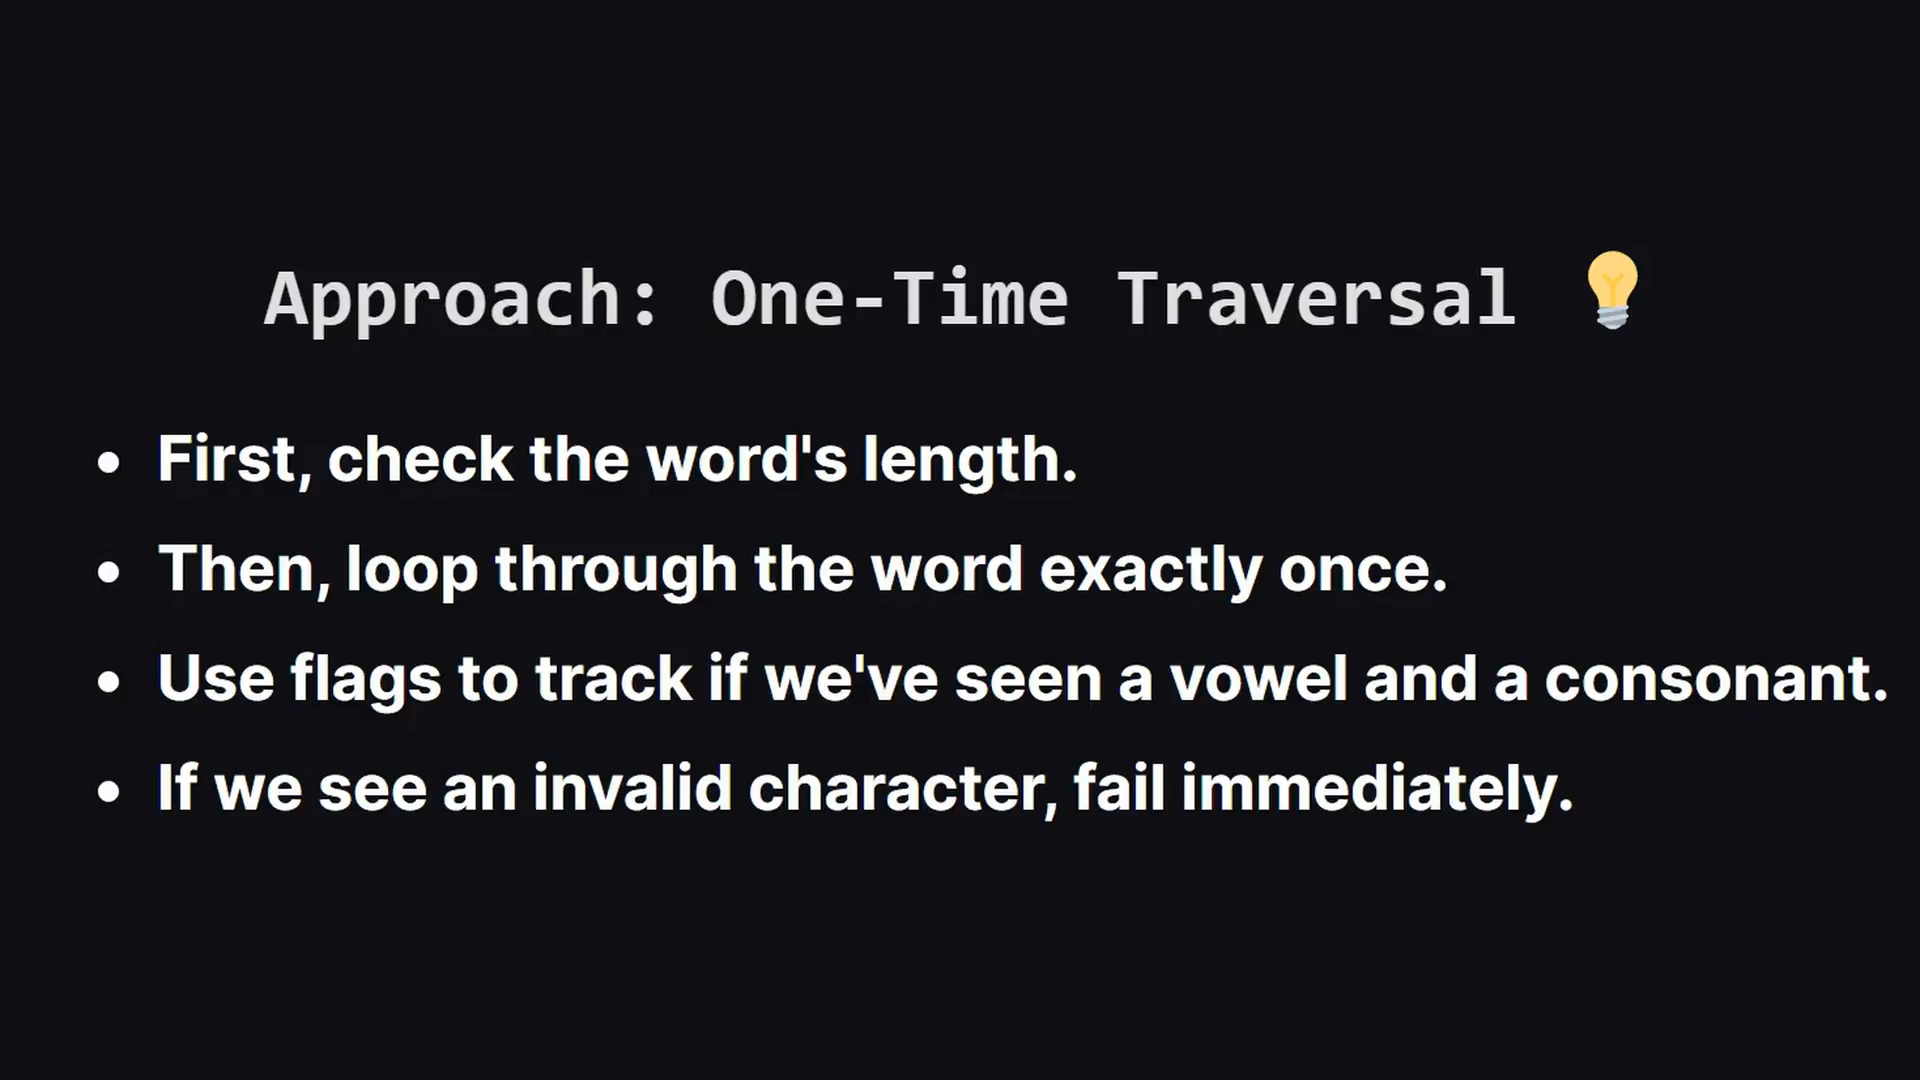 Approach: One-Time Traversal 💡
• First, check the word's length.
• Then, loop through the word exactly once.
• Use flags to track if we've seen a vowel and a consonant.
• If we see an invalid character, fail immediately.